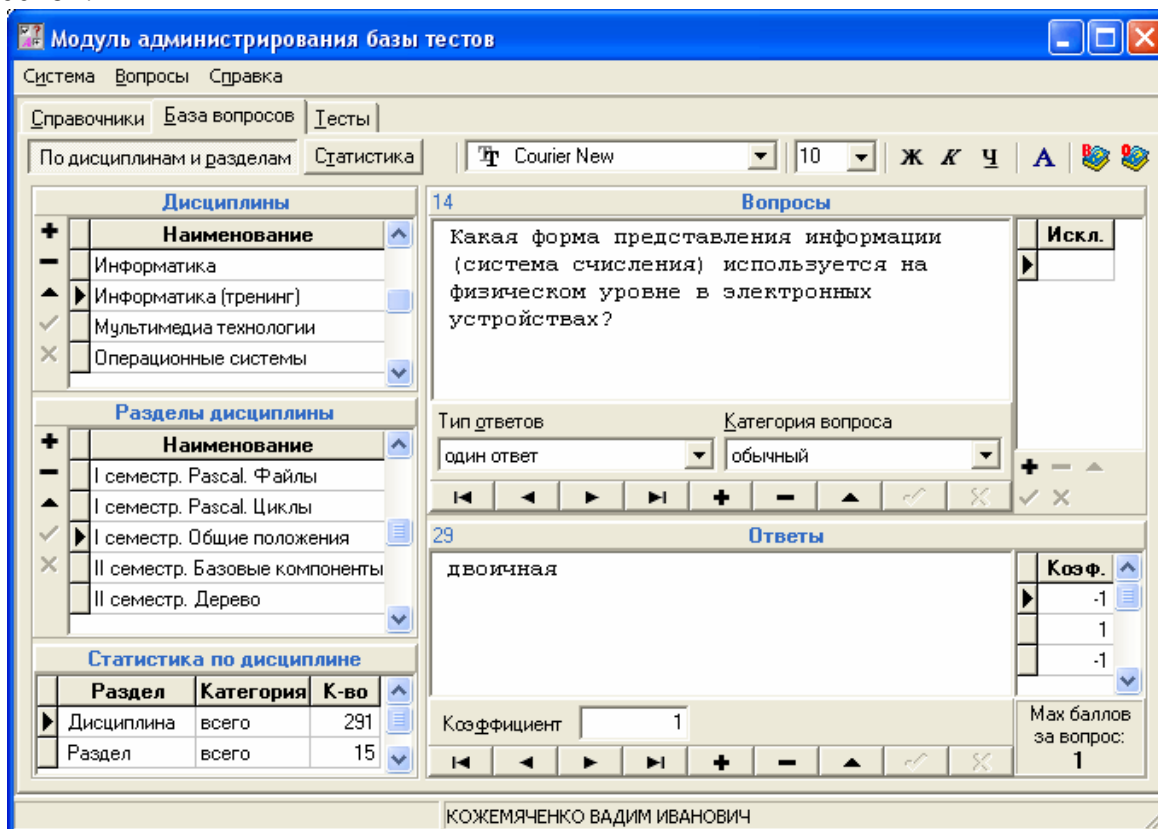 Модуль администрирования базы тестов
Система Вопросы Справка
Справочники База вопросов Тесты
По дисциплинам и разделам Статистика Courier New 10 Ж К Ч А
Дисциплины
Наименование
Информатика
Информатика (тренинг)
Мультимедиа технологии
Операционные системы
Разделы дисциплины
Наименование
I семестр. Pascal. Файлы
I семестр. Pascal. Циклы
I семестр. Общие положения
II семестр. Базовые компоненты
II семестр. Дерево
Статистика по дисциплине
Раздел Категория К-во
Дисциплина всего 291
Раздел всего 15
14 Вопросы
Какая форма представления информации
(система счисления) используется на
физическом уровне в электронных
устройствах?
Искл.
Тип ответов Категория вопроса
один ответ обычный
29 Ответы
двоичная
Коэф.
-1
1
-1
Коэффициент 1
Мах баллов
за вопрос:
1
КОЖЕМЯЧЕНКО ВАДИМ ИВАНОВИЧ